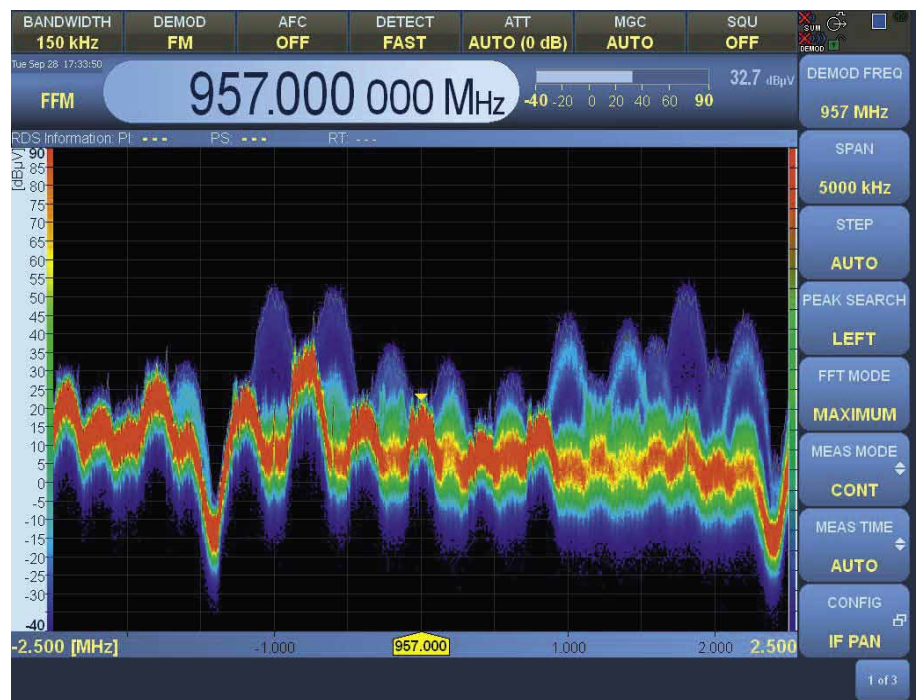 BANDWIDTH DEMOD AFC DETECT ATT MGC SQU
150 kHz FM OFF FAST AUTO (0 dB) AUTO OFF
SUM
DEMOD
Tue Sep 28 17:33:50
FFM
957.000 000 MHz
-40 -20 0 20 40 60 90
32.7 dBµV
RDS Information: PI: - - - PS: - - - RT: - - -
[dBµV]
90
85
80
75
70
65
60
55
50
45
40
35
30
25
20
15
10
5
0
-5
-10
-15
-20
-25
-30
-40
-2.500 [MHz] -1.000 957.000 1.000 2.000 2.500
DEMOD FREQ
957 MHz
SPAN
5000 kHz
STEP
AUTO
PEAK SEARCH
LEFT
FFT MODE
MAXIMUM
MEAS MODE
CONT
MEAS TIME
AUTO
CONFIG
IF PAN
1 of 3